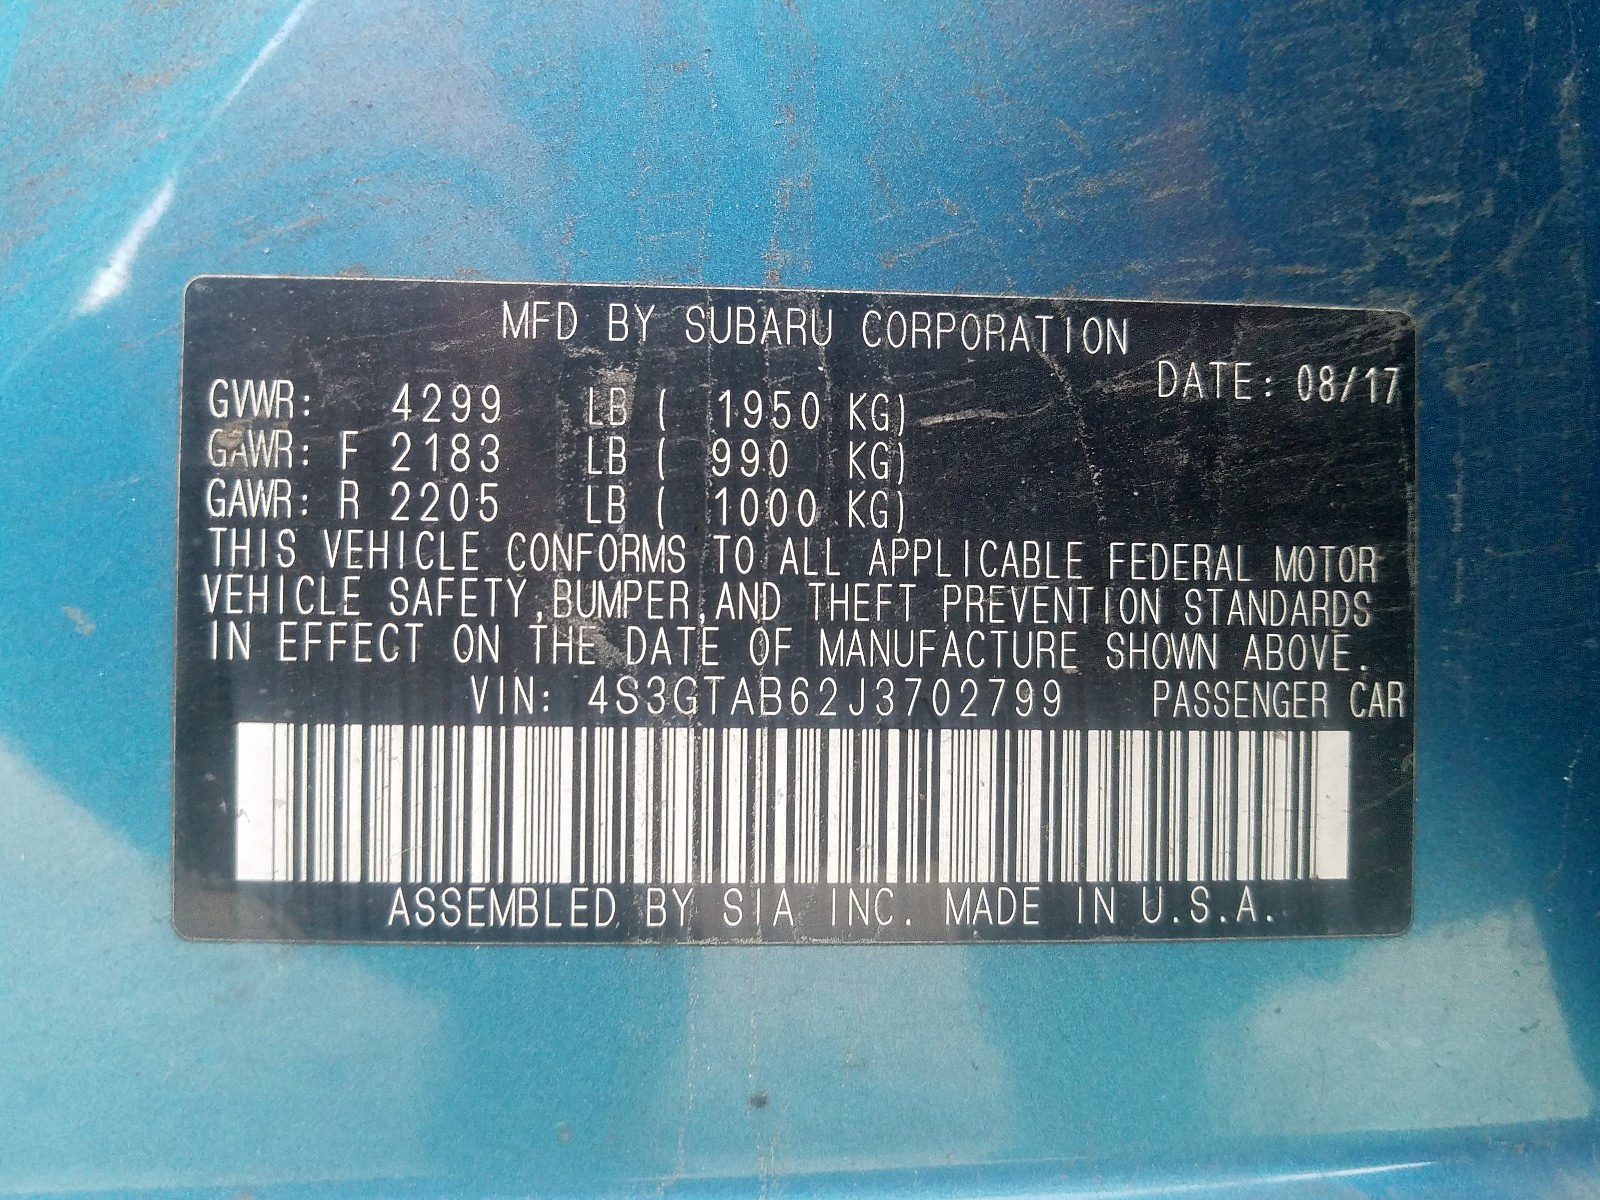 MFD BY SUBARU CORPORATION
DATE: 08/17
GVWR: 4299 LB ( 1950 KG)
GAWR: F 2183 LB ( 990 KG)
GAWR: R 2205 LB ( 1000 KG)
THIS VEHICLE CONFORMS TO ALL APPLICABLE FEDERAL MOTOR
VEHICLE SAFETY,BUMPER,AND THEFT PREVENTION STANDARDS
IN EFFECT ON THE DATE OF MANUFACTURE SHOWN ABOVE.
VIN: 4S3GTAB62J3702799 PASSENGER CAR
ASSEMBLED BY SIA INC. MADE IN U.S.A.